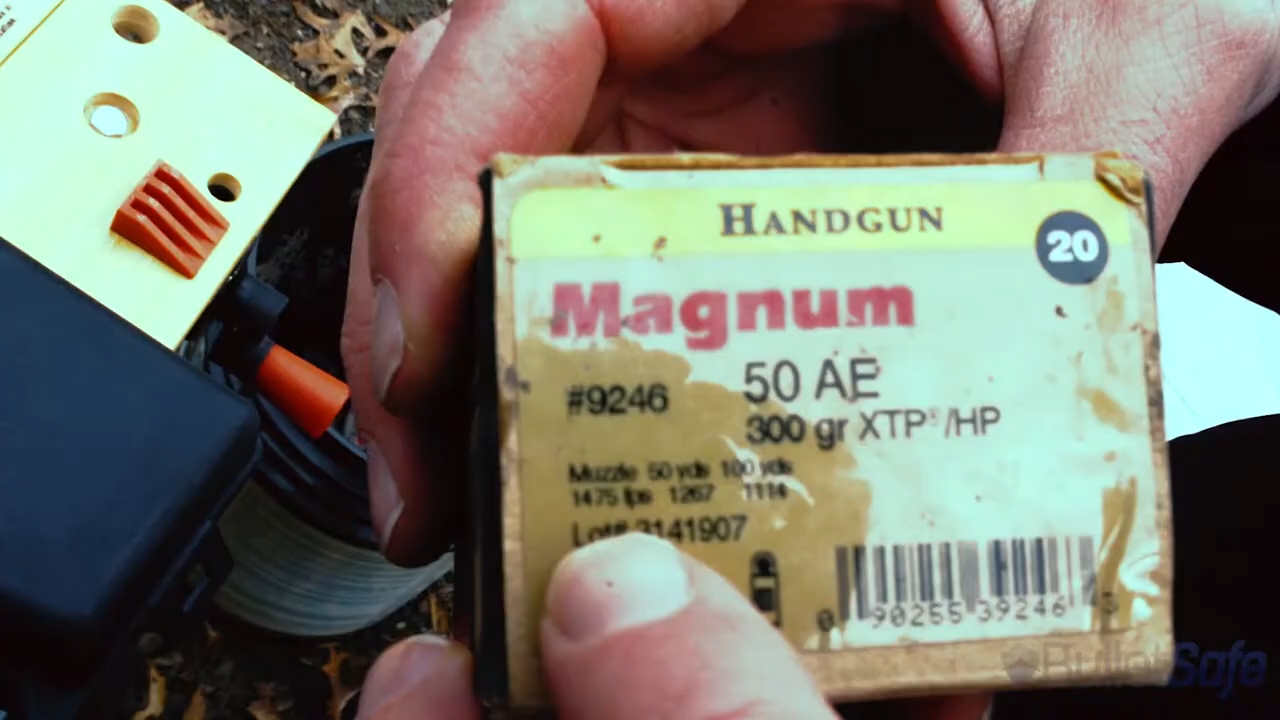 HANDGUN
20
Magnum
#9246
50 AE
300 gr XTP®/HP
Muzzle 50 yds 100 yds
1475 fps 1267 1114
Lot# 3141907
0 90255 39246
BulletSafe